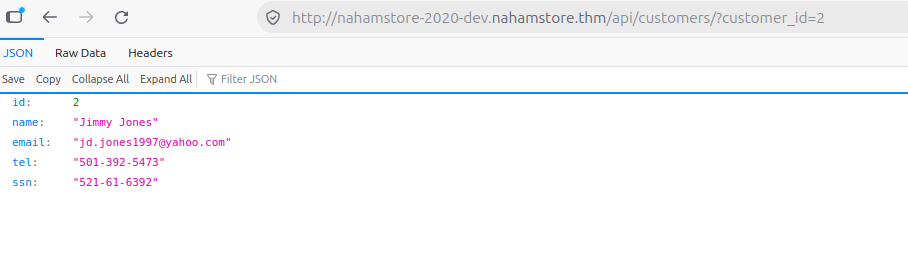 http://nahamstore-2020-dev.nahamstore.thm/api/customers/?customer_id=2
JSON Raw Data Headers
Save Copy Collapse All Expand All Filter JSON
id: 2
name: "Jimmy Jones"
email: "jd.jones1997@yahoo.com"
tel: "501-392-5473"
ssn: "521-61-6392"